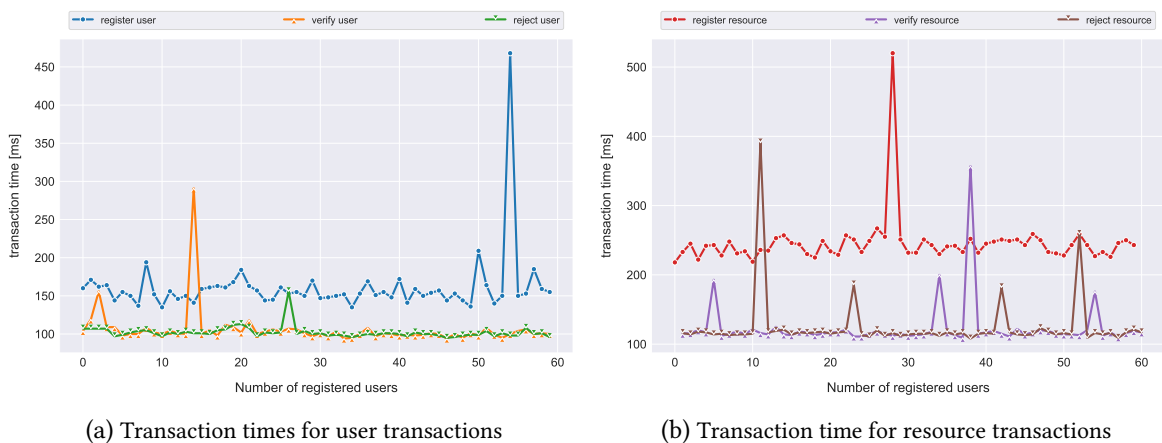 register user verify user reject user
450
400
350
300
250
200
150
100
transaction time [ms]
0 10 20 30 40 50 60
Number of registered users
(a) Transaction times for user transactions
register resource verify resource reject resource
500
400
300
200
100
transaction time [ms]
0 10 20 30 40 50 60
Number of registered users
(b) Transaction time for resource transactions